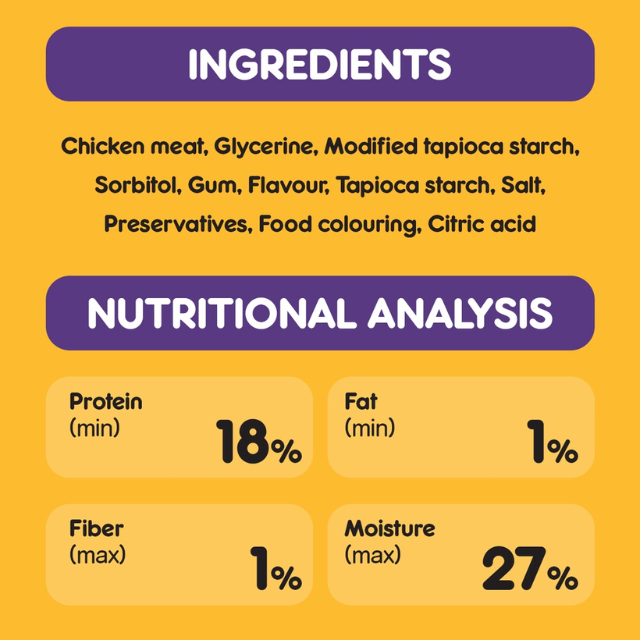 INGREDIENTS
Chicken meat, Glycerine, Modified tapioca starch,
Sorbitol, Gum, Flavour, Tapioca starch, Salt,
Preservatives, Food colouring, Citric acid
NUTRITIONAL ANALYSIS
Protein
(min)
18%
Fat
(min)
1%
Fiber
(max)
1%
Moisture
(max)
27%